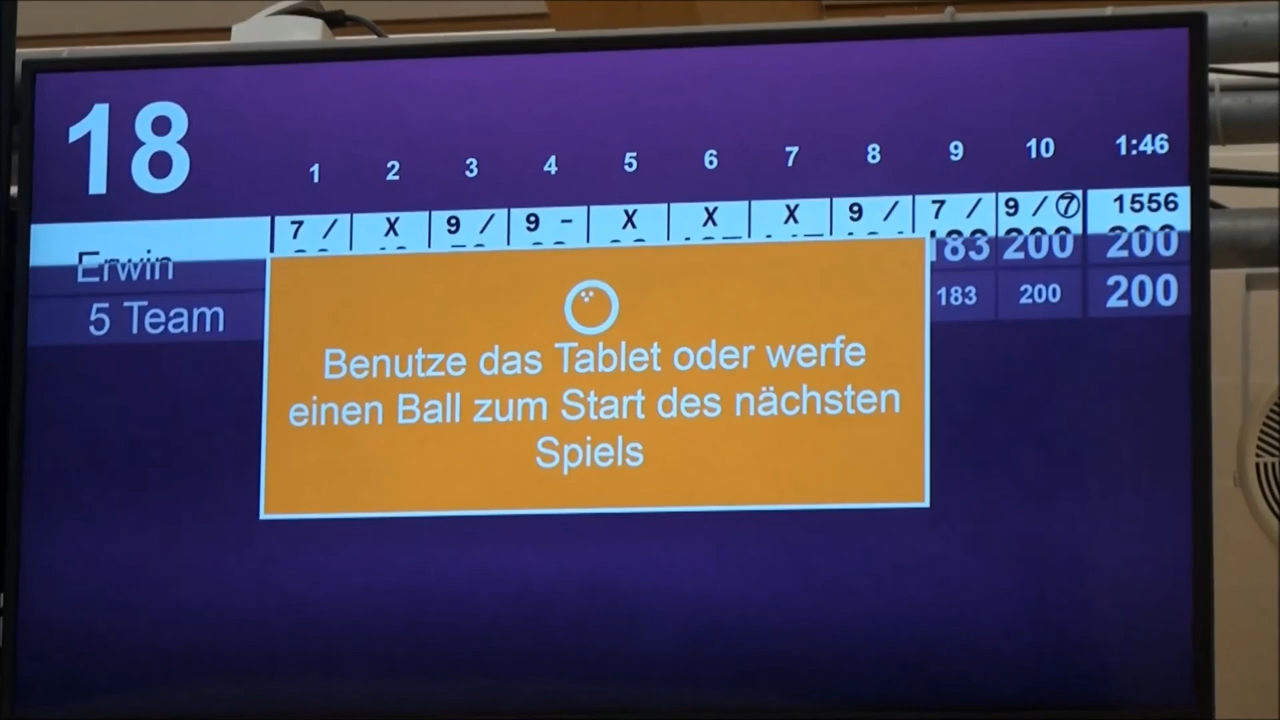 18
1 2 3 4 5 6 7 8 9 10 1:46
7 / X 9 / 9 - X X X 9 / 7 / 9 / ⑦ 1556
Erwin 183 200 200
5 Team 183 200 200
Benutze das Tablet oder werfe
einen Ball zum Start des nächsten
Spiels